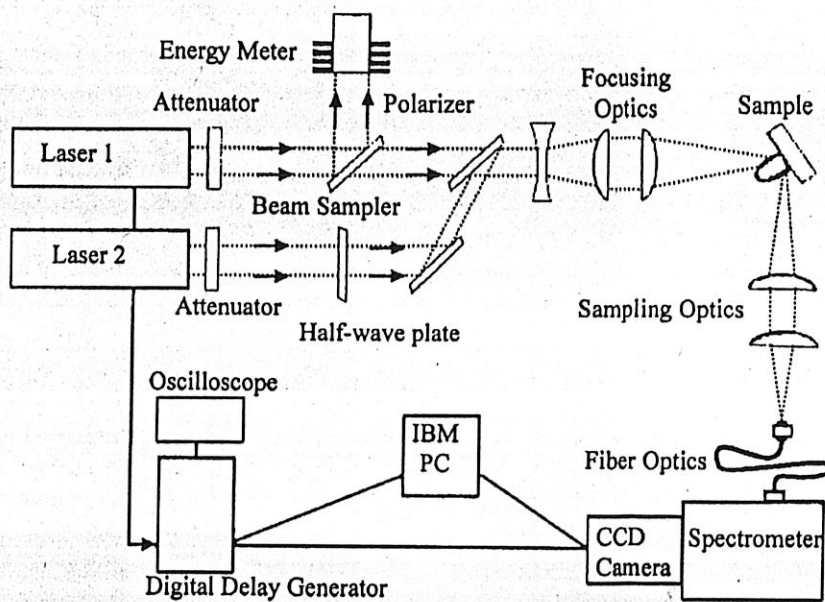 Energy Meter
Focusing
Optics
Sample
Attenuator
Polarizer
Laser 1
Beam Sampler
Laser 2
Attenuator
Half-wave plate
Sampling Optics
Oscilloscope
IBM
PC
Fiber Optics
CCD
Camera
Spectrometer
Digital Delay Generator